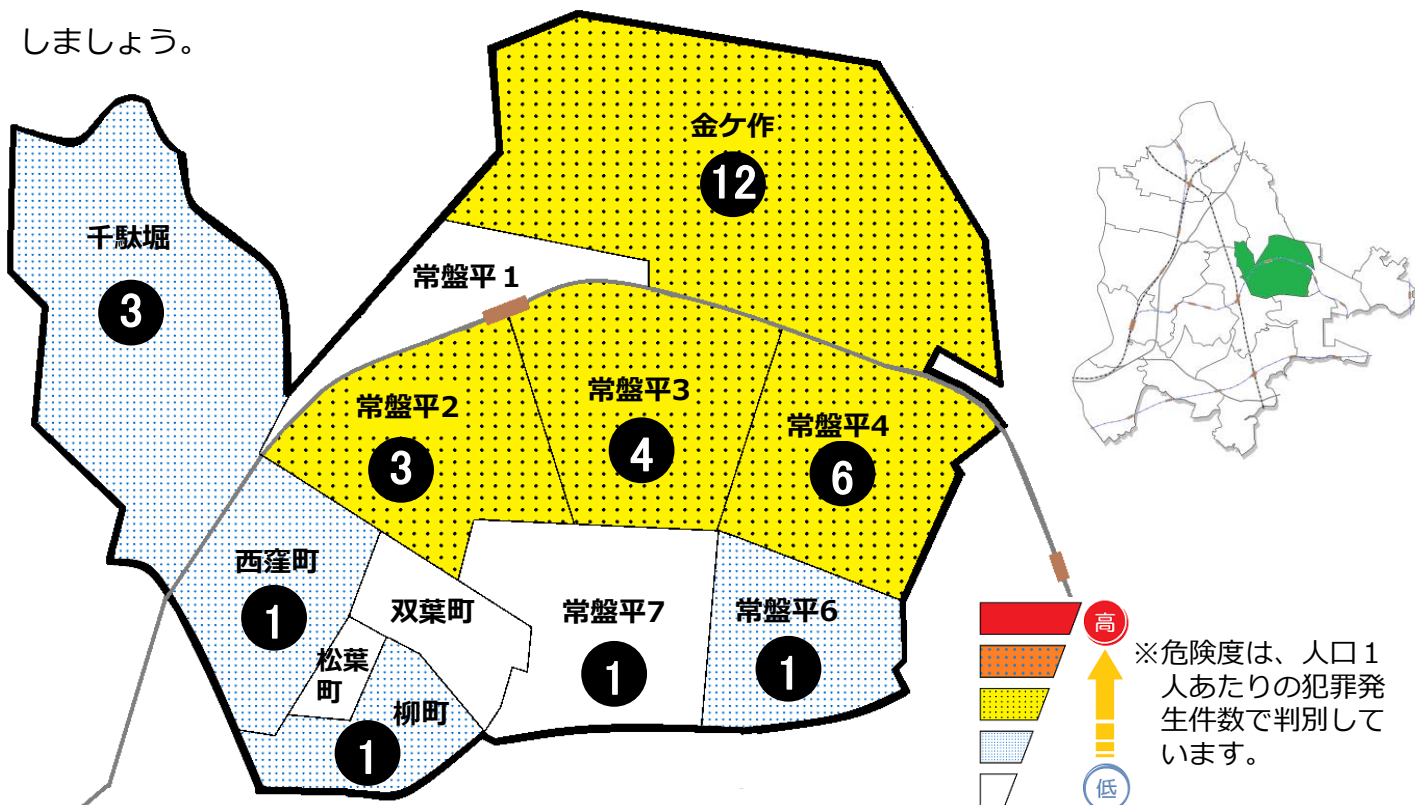 しましょう。
金ケ作
12
千駄堀
3
常盤平１
常盤平2
3
常盤平3
4
常盤平4
6
西窪町
1
双葉町
松葉
町
柳町
1
常盤平7
1
常盤平6
1
高
低
※危険度は、人口１
人あたりの犯罪発
生件数で判別して
います。